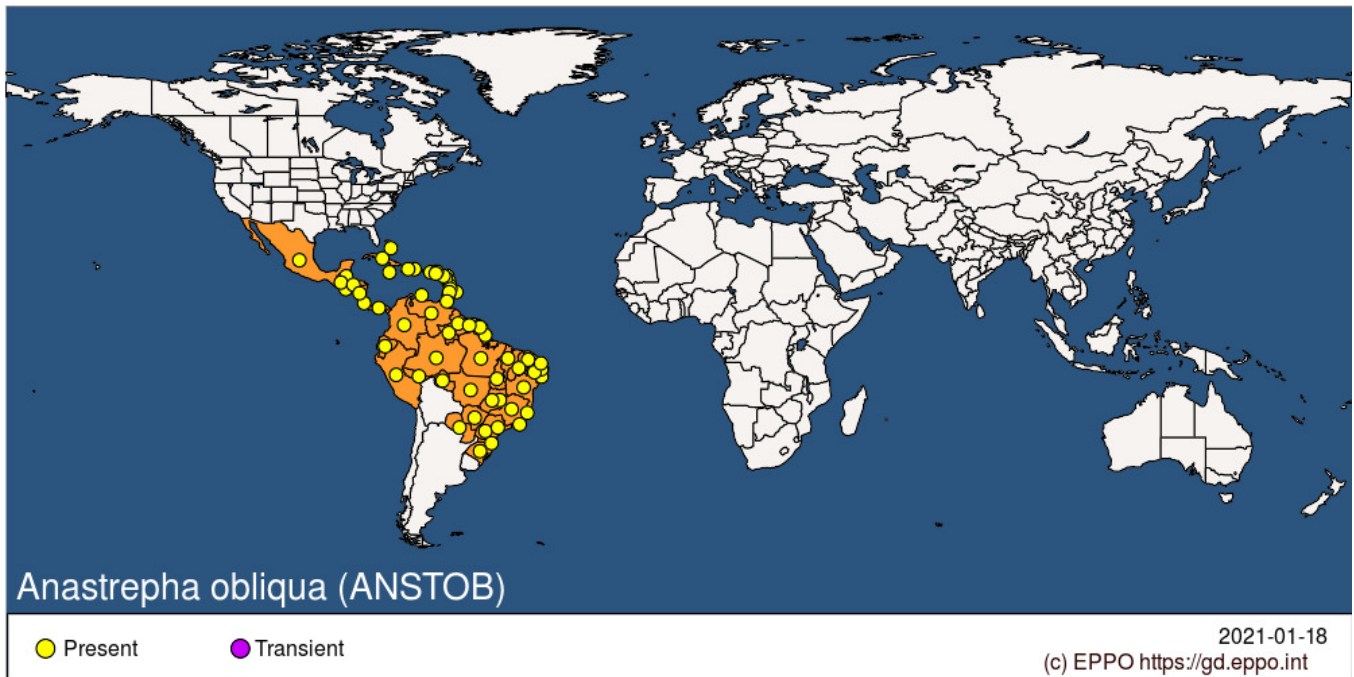 Anastrepha obliqua (ANSTOB)
Present
Transient
2021-01-18
(c) EPPO https://gd.eppo.int